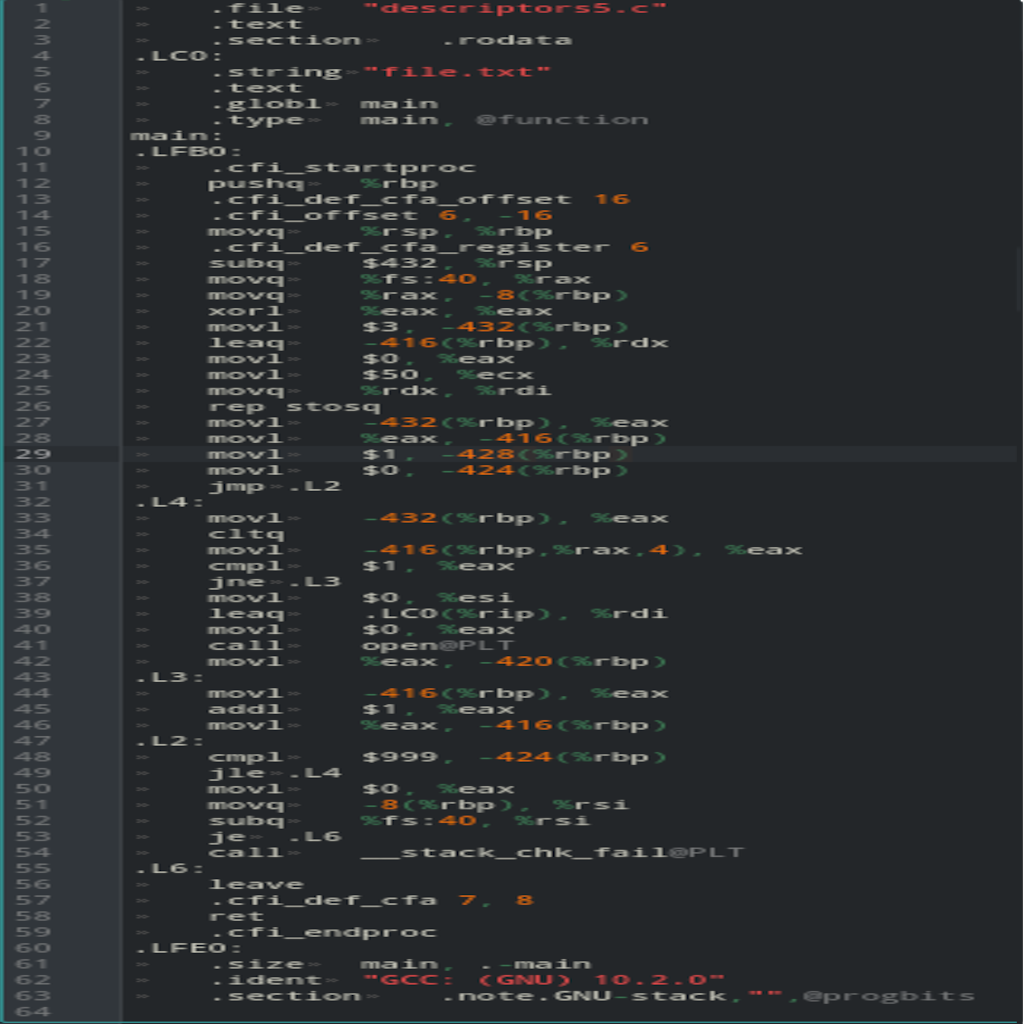 1 .file "descriptors5.c"
2 .text
3 .section .rodata
4 .LC0:
5 .string "file.txt"
6 .text
7 .globl main
8 .type main, @function
9 main:
10 .LFB0:
11 .cfi_startproc
12 pushq %rbp
13 .cfi_def_cfa_offset 16
14 .cfi_offset 6, -16
15 movq %rsp, %rbp
16 .cfi_def_cfa_register 6
17 subq $432, %rsp
18 movq %fs:40, %rax
19 movq %rax, -8(%rbp)
20 xorl %eax, %eax
21 movl $3, -432(%rbp)
22 leaq -416(%rbp), %rdx
23 movl $0, %eax
24 movl $50, %ecx
25 movq %rdx, %rdi
26 rep stosq
27 movl -432(%rbp), %eax
28 movl %eax, -416(%rbp)
29 movl $1, -428(%rbp)
30 movl $0, -424(%rbp)
31 jmp .L2
32 .L4:
33 movl -432(%rbp), %eax
34 cltq
35 movl -416(%rbp,%rax,4), %eax
36 cmpl $1, %eax
37 jne .L3
38 movl $0, %esi
39 leaq .LC0(%rip), %rdi
40 movl $0, %eax
41 call open@PLT
42 movl %eax, -420(%rbp)
43 .L3:
44 movl -416(%rbp), %eax
45 addl $1, %eax
46 movl %eax, -416(%rbp)
47 .L2:
48 cmpl $999, -424(%rbp)
49 jle .L4
50 movl $0, %eax
51 movq -8(%rbp), %rsi
52 subq %fs:40, %rsi
53 je .L6
54 call __stack_chk_fail@PLT
55 .L6:
56 leave
57 .cfi_def_cfa 7, 8
58 ret
59 .cfi_endproc
60 .LFE0:
61 .size main, .-main
62 .ident "GCC: (GNU) 10.2.0"
63 .section .note.GNU-stack,"",@progbits
64